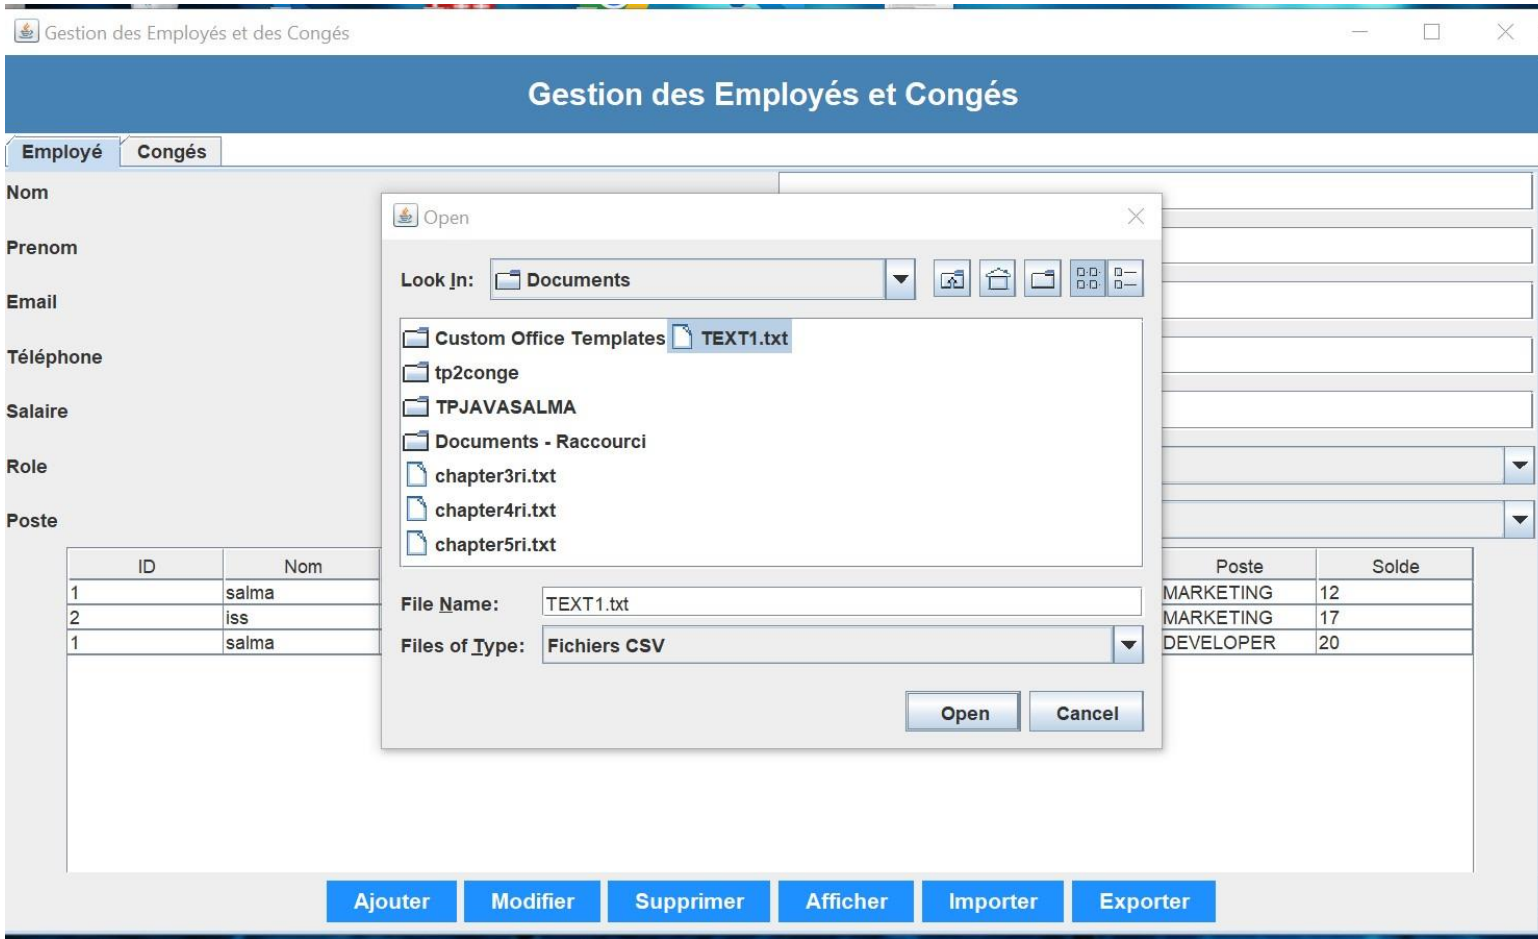 Gestion des Employés et des Congés
Gestion des Employés et Congés
Employé Congés
Nom
Prenom
Email
Téléphone
Salaire
Role
Poste
Open
Look In: Documents
Custom Office Templates TEXT1.txt
tp2conge
TPJAVASALMA
Documents - Raccourci
chapter3ri.txt
chapter4ri.txt
chapter5ri.txt
File Name: TEXT1.txt
Files of Type: Fichiers CSV
Open Cancel
ID Nom Poste Solde
1 salma MARKETING 12
2 iss MARKETING 17
1 salma DEVELOPER 20
Ajouter Modifier Supprimer Afficher Importer Exporter